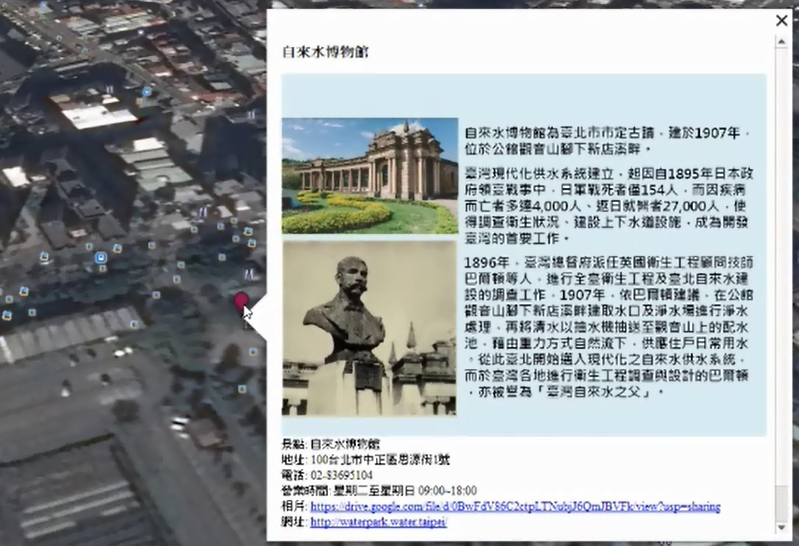 自來水博物館
自來水博物館為臺北市市定古蹟，建於1907年，
位於公館觀音山腳下新店溪畔。
臺灣現代化供水系統建立，起因自1895年日本政
府領臺戰事中，日軍戰死者僅154人，而因疾病
而亡者多達4,000人、返日就醫者27,000人，使
得調查衛生狀況、建設上下水道設施，成為開發
臺灣的首要工作。
1896年，臺灣總督府派任英國衛生工程顧問技師
巴爾頓等人，進行全臺衛生工程及臺北自來水建
設的調查工作，1907年，依巴爾頓建議，在公館
觀音山腳下新店溪畔建取水口及淨水場進行淨水
處理，再將清水以抽水機抽送至觀音山上的配水
池，藉由重力方式自然流下，供應住戶日常用水
。從此臺北開始邁入現代化之自來水供水系統，
而於臺灣各地進行衛生工程調查與設計的巴爾頓
，亦被譽為「臺灣自來水之父」。
景點: 自來水博物館
地址: 100台北市中正區思源街1號
電話: 02-83695104
營業時間: 星期二至星期日 09:00~18:00
相片: https://drive.google.com/file/d/0BwFdV86C2ctpLTNubjJ6QmJBVFk/view?usp=sharing
網址: http://waterpark.water.taipei/